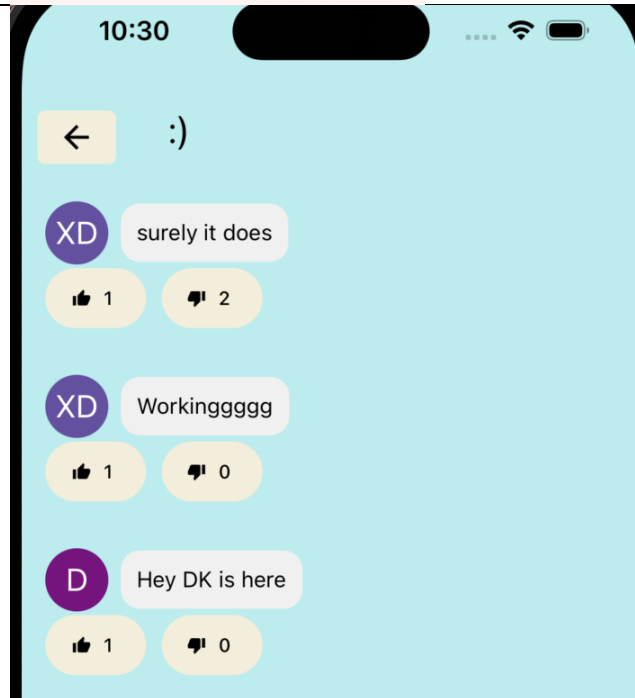 10:30
:)
XD surely it does
1 2
XD Workinggggg
1 0
D Hey DK is here
1 0